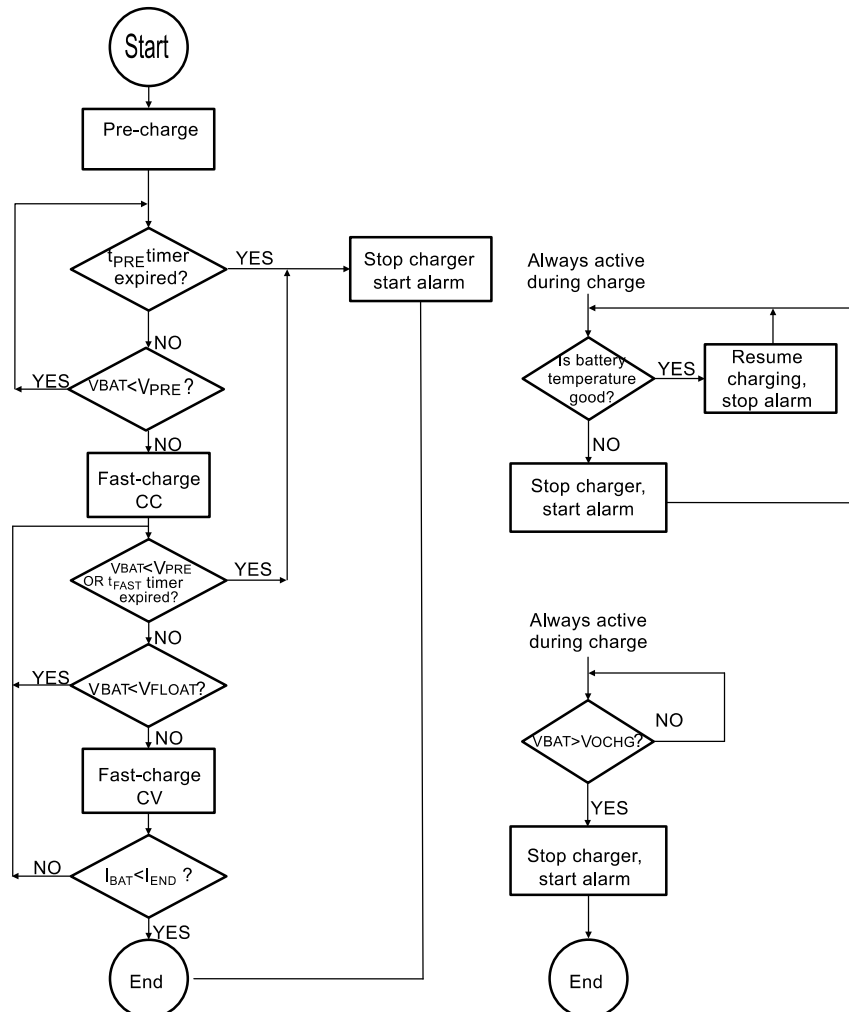 Start
Pre-charge
tPRE timer
expired?
YES
NO
VBAT<VPRE?
YES
NO
Fast-charge
CC
VBAT<VPRE
OR tFAST timer
expired?
YES
NO
VBAT<VFLOAT?
YES
NO
Fast-charge
CV
IBAT<IEND ?
NO
YES
End
Stop charger
start alarm
Always active
during charge
Is battery
temperature
good?
YES
Resume
charging,
stop alarm
NO
Stop charger,
start alarm
Always active
during charge
VBAT>VOCHG?
NO
YES
Stop charger,
start alarm
End